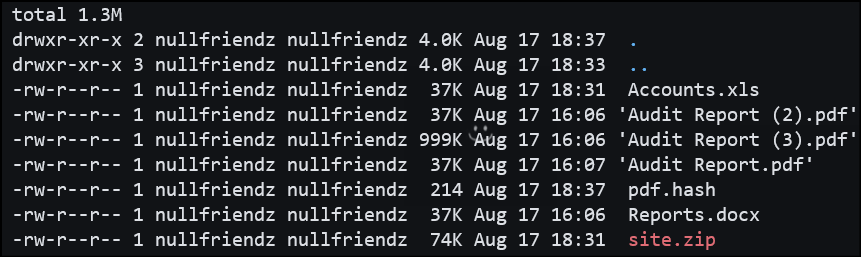 total 1.3M
drwxr-xr-x 2 nullfriendz nullfriendz 4.0K Aug 17 18:37  .
drwxr-xr-x 3 nullfriendz nullfriendz 4.0K Aug 17 18:33  ..
-rw-r--r-- 1 nullfriendz nullfriendz  37K Aug 17 18:31  Accounts.xls
-rw-r--r-- 1 nullfriendz nullfriendz  37K Aug 17 16:06 'Audit Report (2).pdf'
-rw-r--r-- 1 nullfriendz nullfriendz 999K Aug 17 16:06 'Audit Report (3).pdf'
-rw-r--r-- 1 nullfriendz nullfriendz  37K Aug 17 16:07 'Audit Report.pdf'
-rw-r--r-- 1 nullfriendz nullfriendz  214 Aug 17 18:37  pdf.hash
-rw-r--r-- 1 nullfriendz nullfriendz  37K Aug 17 16:06  Reports.docx
-rw-r--r-- 1 nullfriendz nullfriendz  74K Aug 17 18:31  site.zip